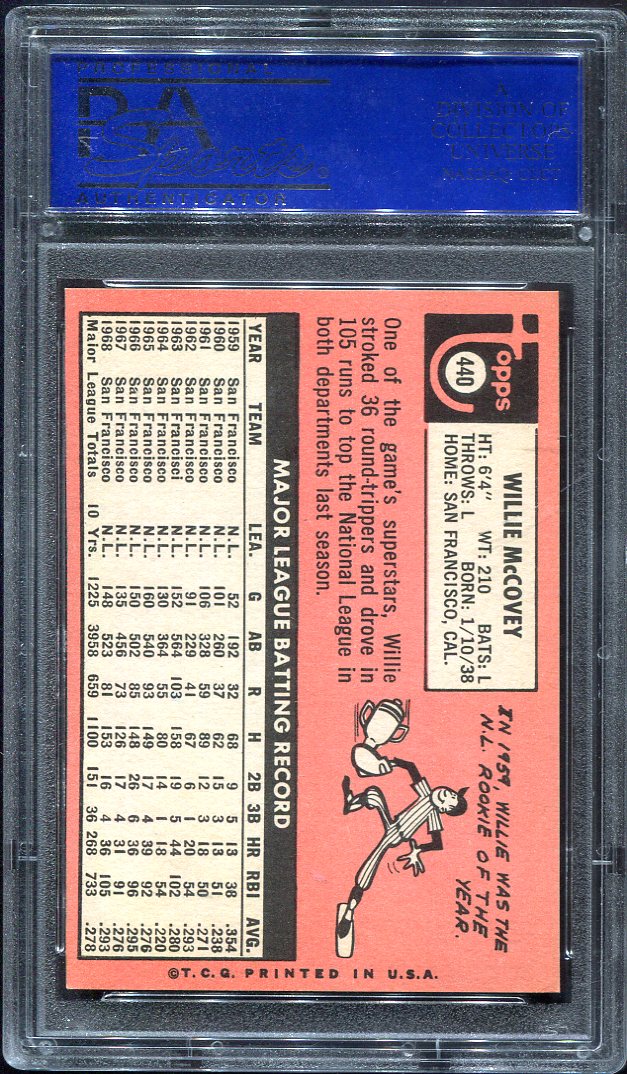 PROFESSIONAL
PSA
Sports®
AUTHENTICATOR
A
DIVISION OF
COLLECTORS
UNIVERSE
NASDAQ: CLCT
Topps
440
WILLIE McCOVEY
HT: 6'4" WT: 210 BATS: L
THROWS: L BORN: 1/10/38
HOME: SAN FRANCISCO, CAL.
IN 1959, WILLIE WAS THE
N.L. ROOKIE OF THE
YEAR.
One of the game's superstars, Willie
stroked 36 round-trippers and drove in
105 runs to top the National League in
both departments last season.
MAJOR LEAGUE BATTING RECORD
YEAR TEAM LEA. G AB R H 2B 3B HR RBI AVG.
1959 San Francisco N.L. 52 192 32 68 9 5 13 38 .354
1960 San Francisco N.L. 101 260 37 62 15 3 13 51 .238
1961 San Francisco N.L. 106 328 59 89 12 3 18 50 .271
1962 San Francisco N.L. 91 229 41 67 6 1 20 54 .293
1963 San Francisci N.L. 152 564 103 158 19 5 44 102 .280
1964 San Francisco N.L. 130 364 55 80 14 1 18 54 .220
1965 San Francisco N.L. 160 540 93 149 17 4 39 92 .276
1966 San Francisco N.L. 150 502 85 148 26 6 36 96 .295
1967 San Francisco N.L. 135 456 73 126 17 4 31 91 .276
1968 San Francisco N.L. 148 523 81 153 16 4 36 105 .293
Major League Totals 10 Yrs. 1225 3958 659 1100 151 36 268 733 .278
©T.C.G. PRINTED IN U.S.A.